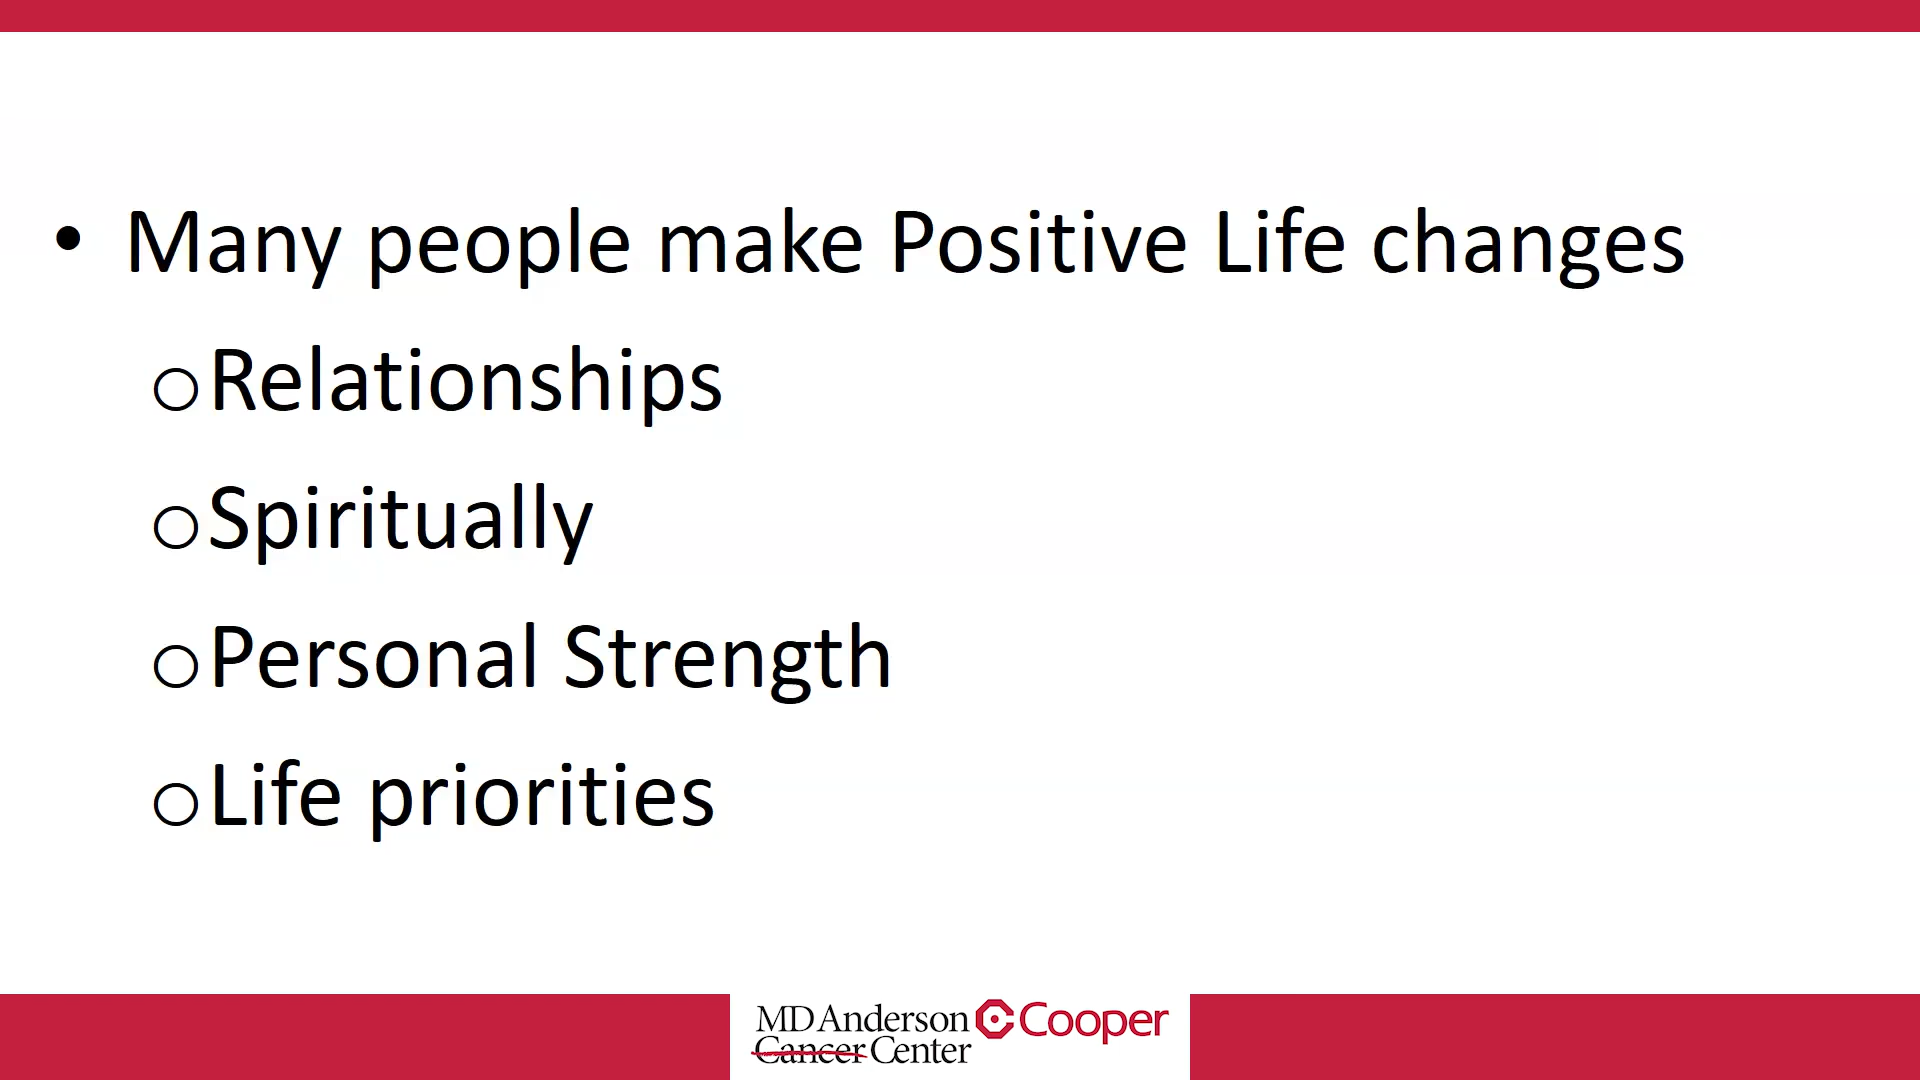 • Many people make Positive Life changes
o Relationships
o Spiritually
o Personal Strength
o Life priorities
MD Anderson Cooper
Cancer Center